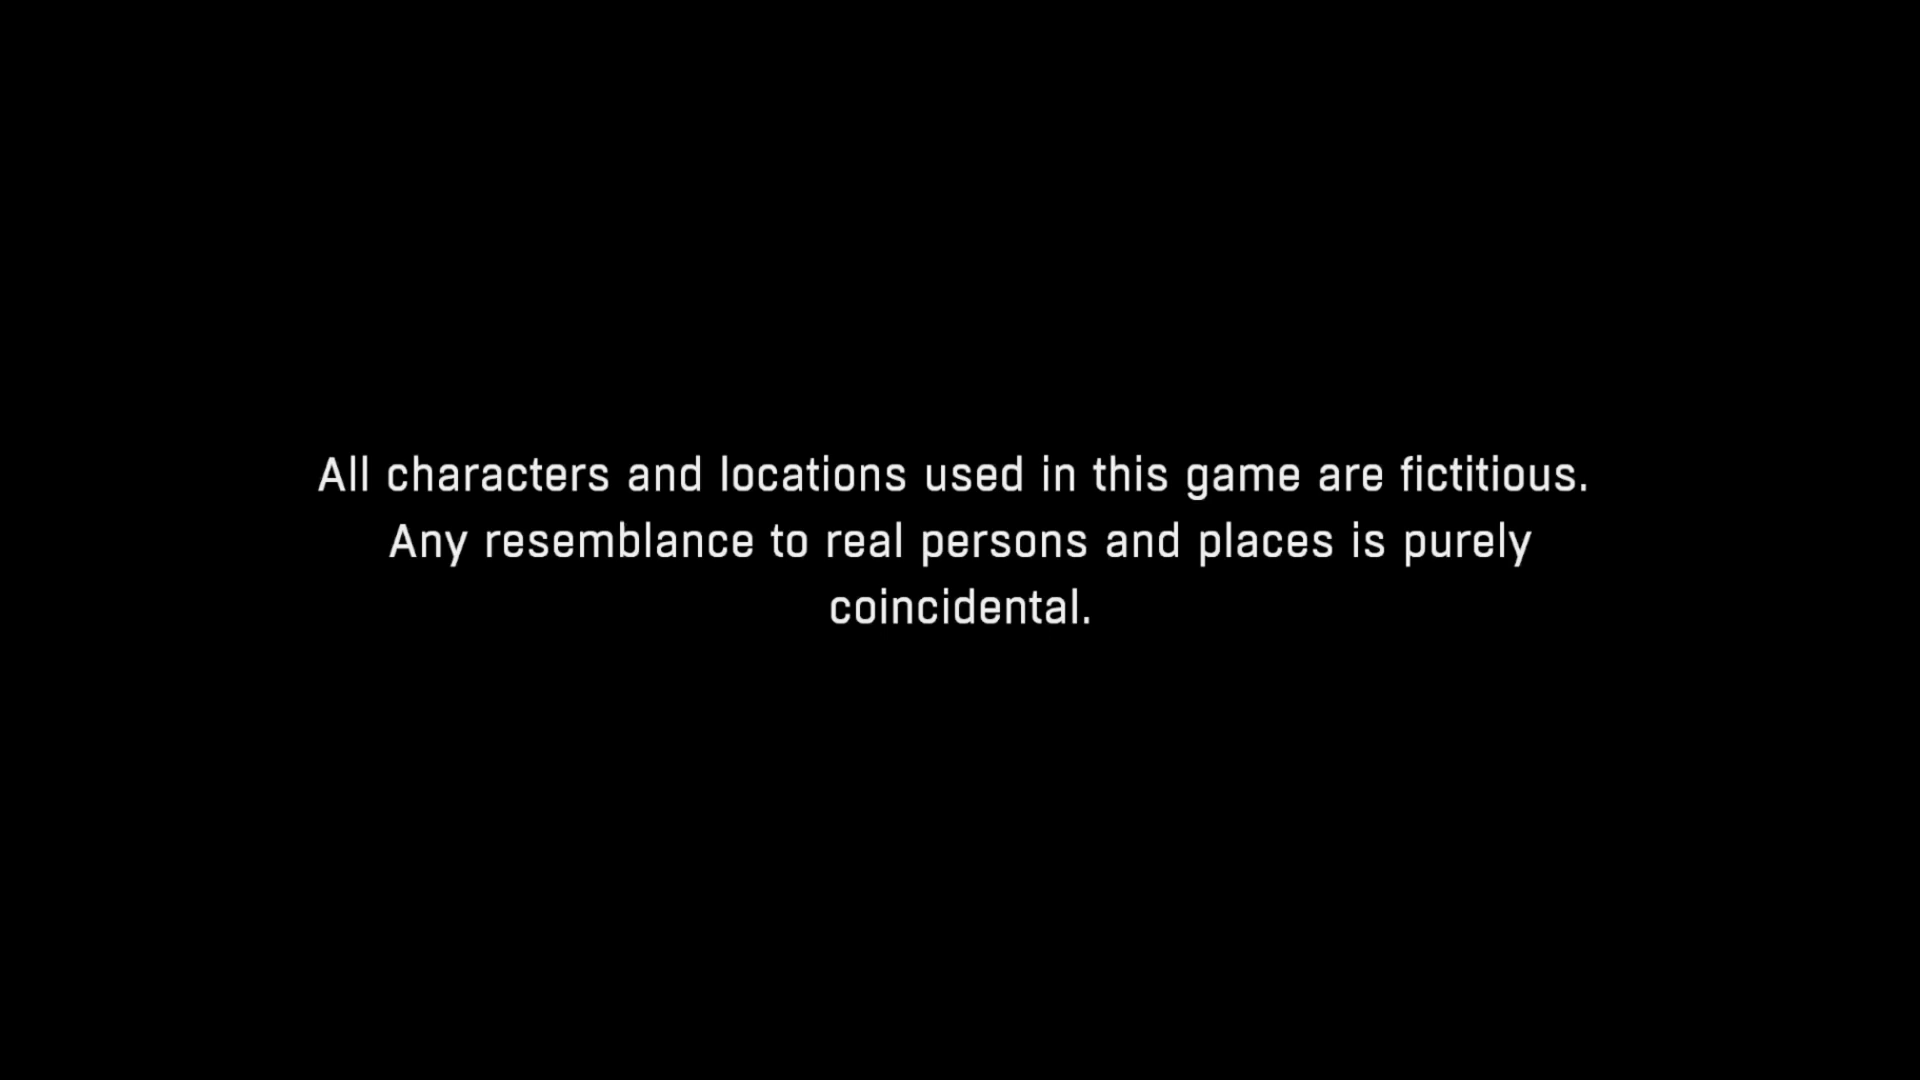 All characters and locations used in this game are fictitious.
Any resemblance to real persons and places is purely
coincidental.